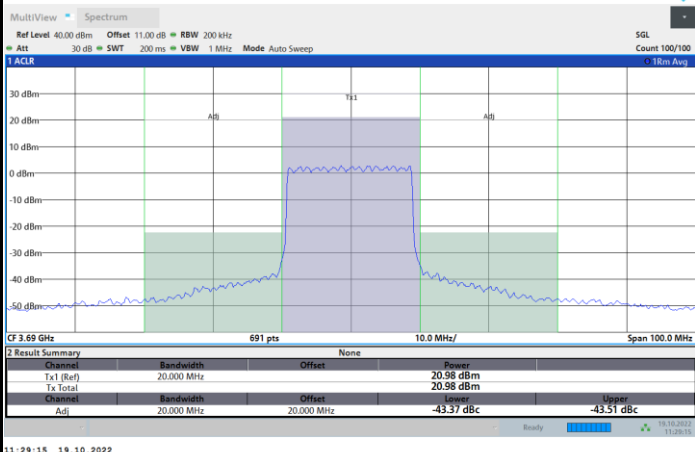 MultiView Spectrum
Ref Level 40.00 dBm Offset 11.00 dB RBW 200 kHz SGL
Att 30 dB SWT 200 ms VBW 1 MHz Mode Auto Sweep Count 100/100
1 ACLR 1Rm Avg
30 dBm
Tx1
20 dBm Adj Adj
10 dBm
0 dBm
-10 dBm
-20 dBm
-30 dBm
-40 dBm
-50 dBm
CF 3.69 GHz 691 pts 10.0 MHz/ Span 100.0 MHz
2 Result Summary None
Channel Bandwidth Offset Power
Tx1 (Ref) 20.000 MHz 20.98 dBm
Tx Total 20.98 dBm
Channel Bandwidth Offset Lower Upper
Adj 20.000 MHz 20.000 MHz -43.37 dBc -43.51 dBc
Ready 19.10.2022
11:29:15
11:29:15 19.10.2022